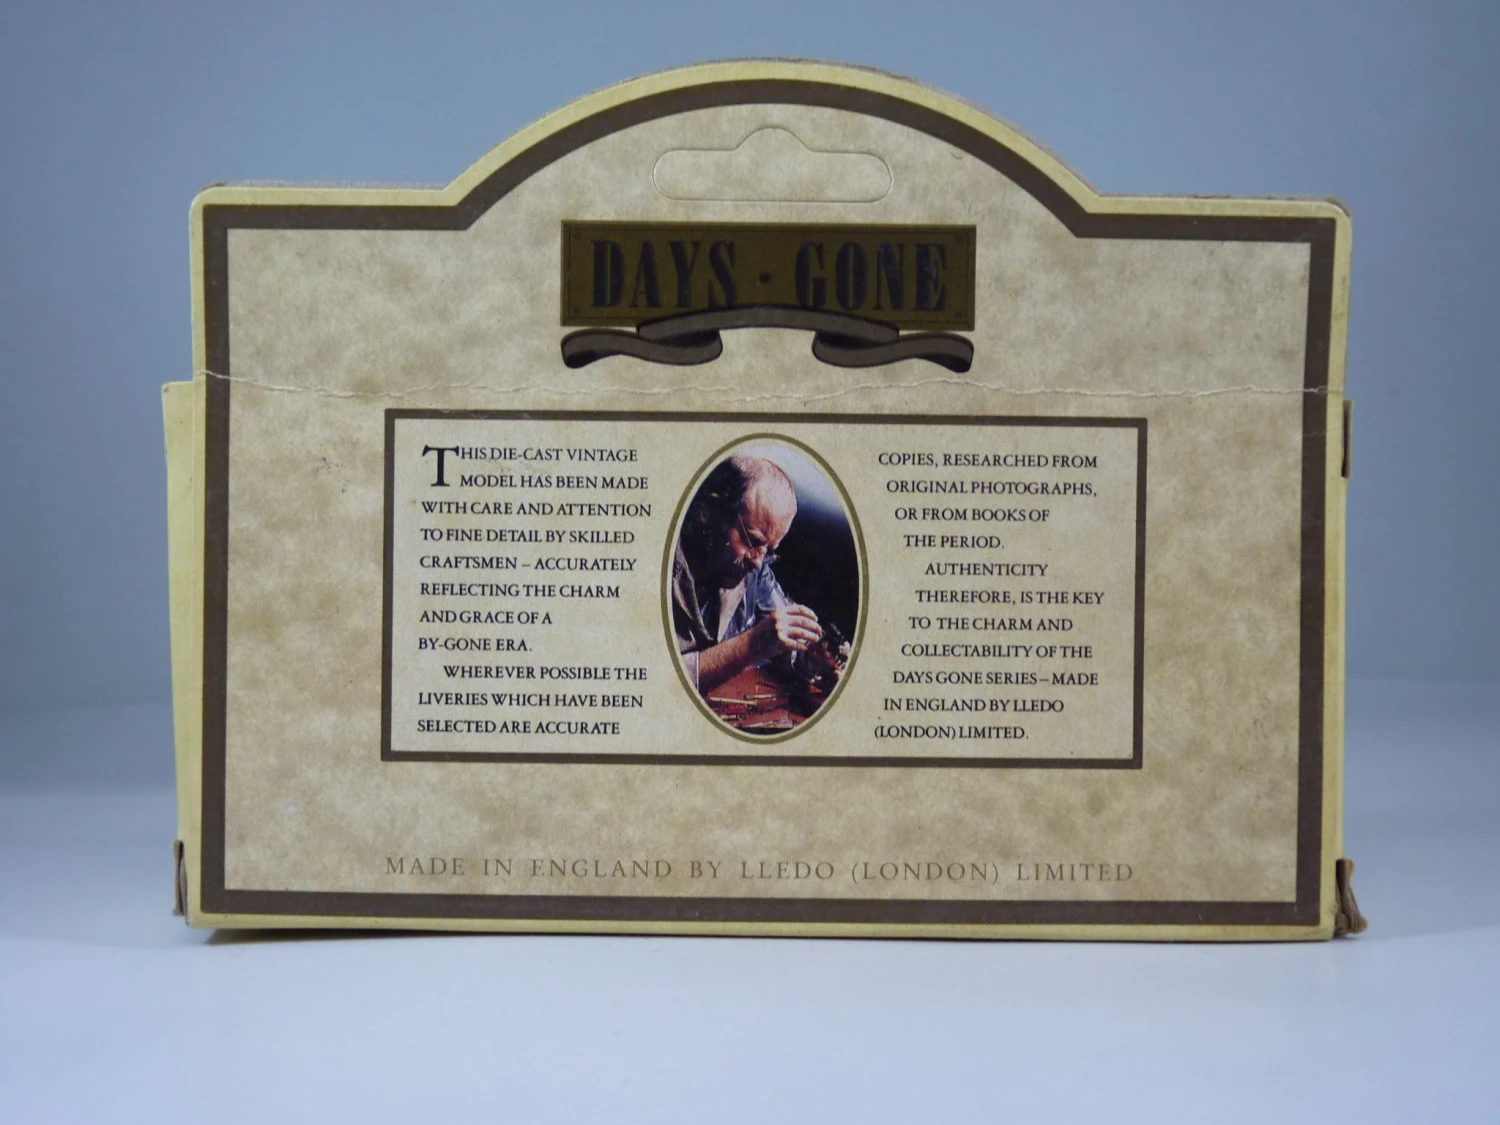 DAYS · GONE
THIS DIE-CAST VINTAGE
MODEL HAS BEEN MADE
WITH CARE AND ATTENTION
TO FINE DETAIL BY SKILLED
CRAFTSMEN – ACCURATELY
REFLECTING THE CHARM
AND GRACE OF A
BY-GONE ERA.
WHEREVER POSSIBLE THE
LIVERIES WHICH HAVE BEEN
SELECTED ARE ACCURATE
COPIES, RESEARCHED FROM
ORIGINAL PHOTOGRAPHS,
OR FROM BOOKS OF
THE PERIOD.
AUTHENTICITY
THEREFORE, IS THE KEY
TO THE CHARM AND
COLLECTABILITY OF THE
DAYS GONE SERIES – MADE
IN ENGLAND BY LLEDO
(LONDON) LIMITED.
MADE IN ENGLAND BY LLEDO (LONDON) LIMITED